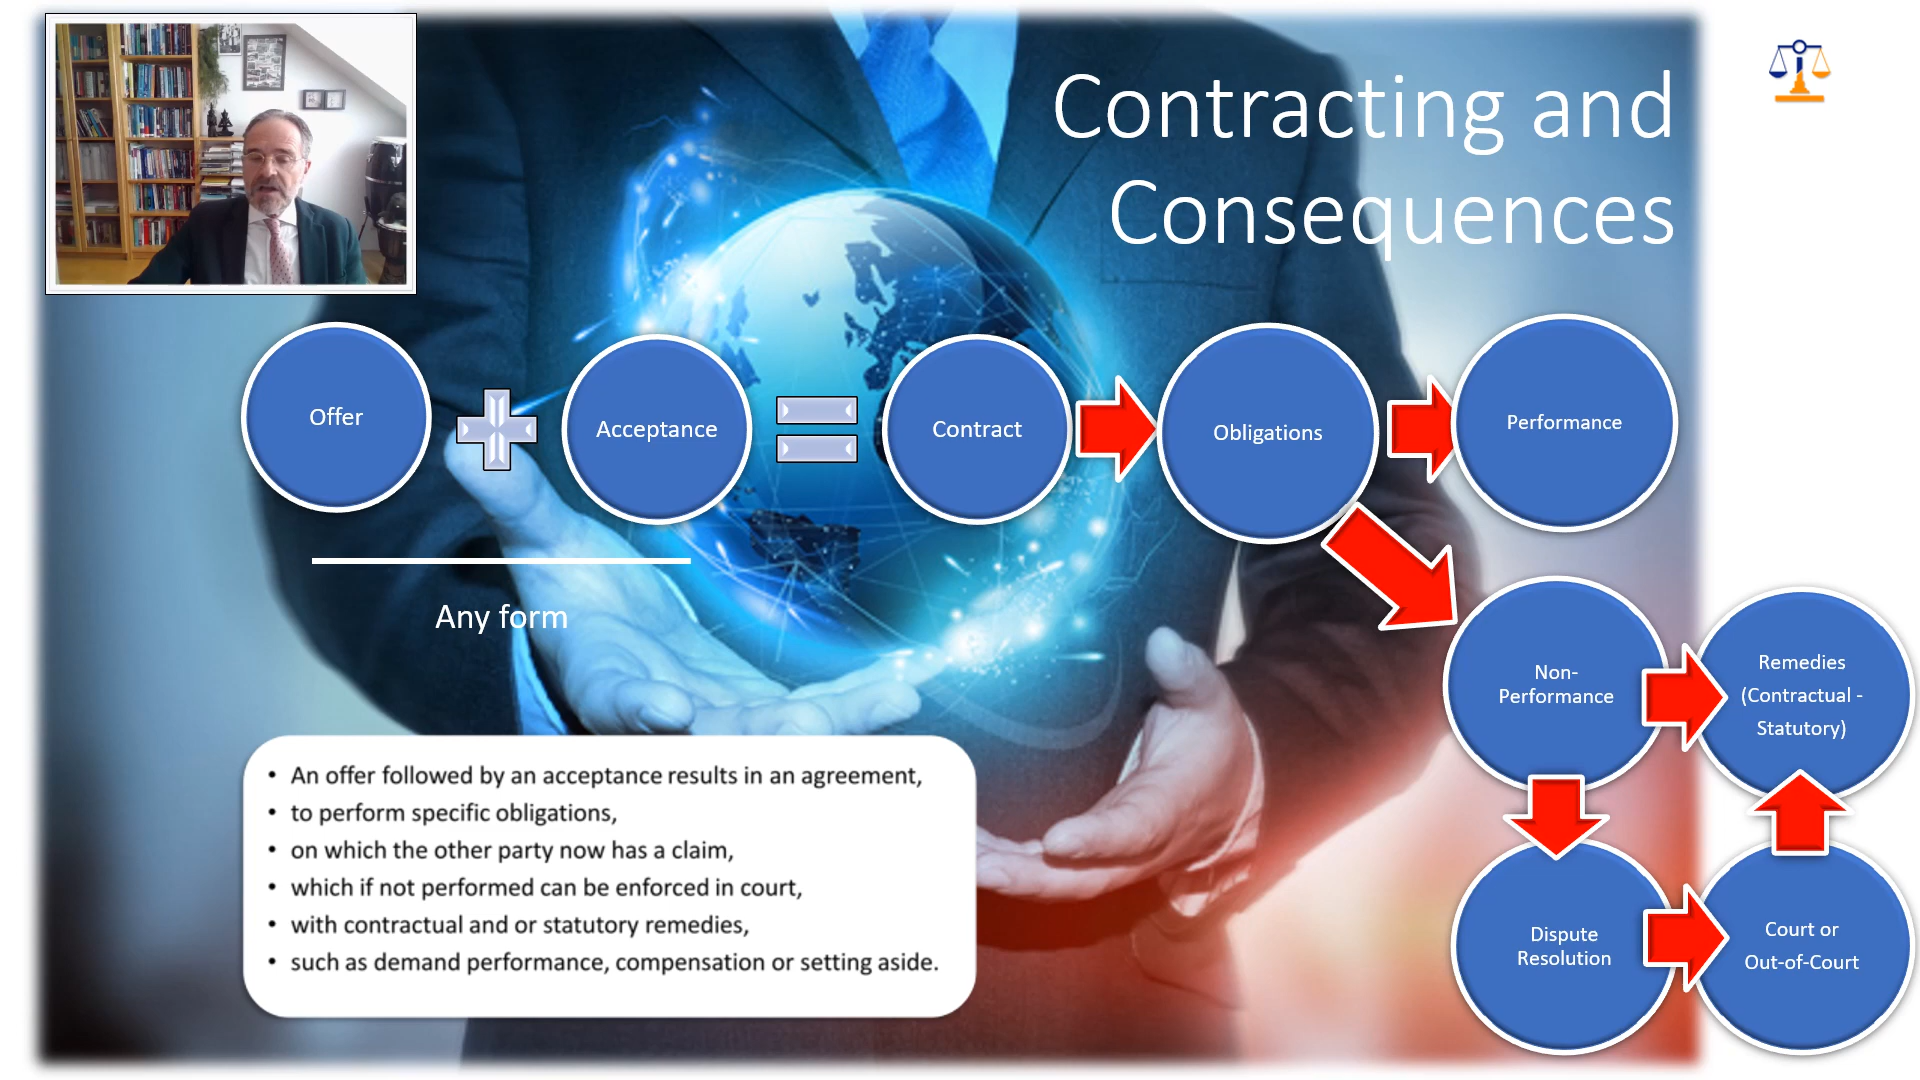 Contracting and
Consequences
Offer
Acceptance
Contract
Obligations
Performance
Any form
Non-
Performance
Remedies
(Contractual -
Statutory)
• An offer followed by an acceptance results in an agreement,
• to perform specific obligations,
• on which the other party now has a claim,
• which if not performed can be enforced in court,
• with contractual and or statutory remedies,
• such as demand performance, compensation or setting aside.
Dispute
Resolution
Court or
Out-of-Court